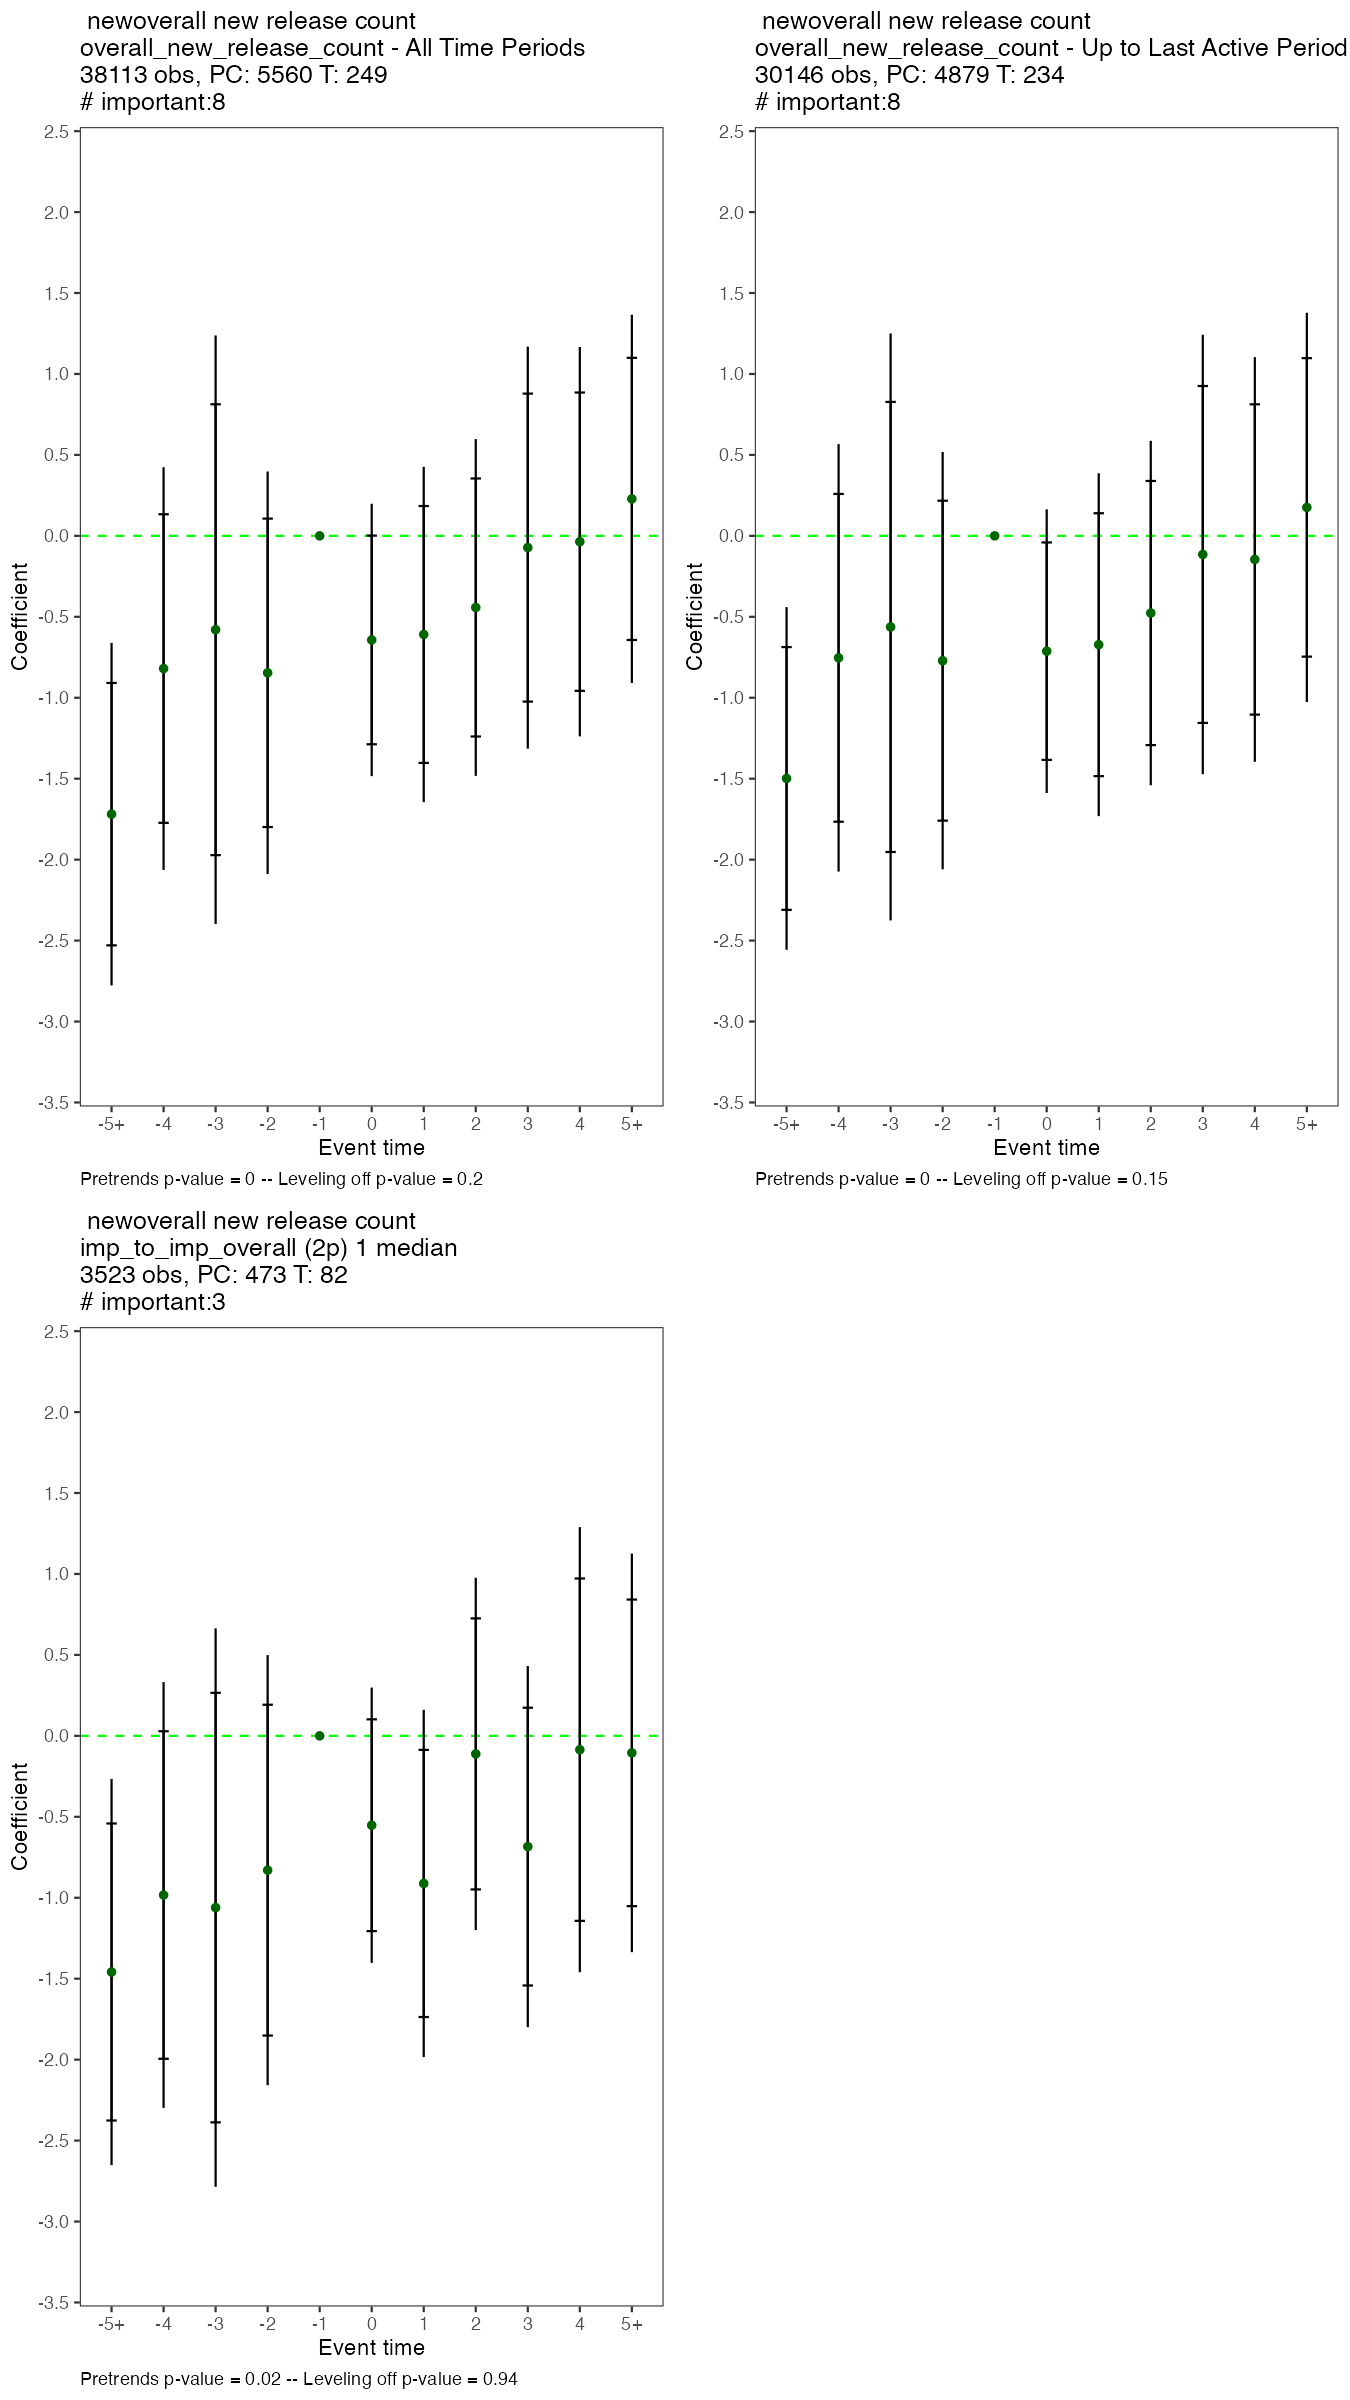 newoverall new release count
overall_new_release_count - All Time Periods
38113 obs, PC: 5560 T: 249
# important:8
2.5
2.0
1.5
1.0
0.5
0.0
-0.5
-1.0
-1.5
-2.0
-2.5
-3.0
-3.5
Coefficient
-5+ -4 -3 -2 -1 0 1 2 3 4 5+
Event time
Pretrends p-value = 0 -- Leveling off p-value = 0.2
newoverall new release count
overall_new_release_count - Up to Last Active Period
30146 obs, PC: 4879 T: 234
# important:8
2.5
2.0
1.5
1.0
0.5
0.0
-0.5
-1.0
-1.5
-2.0
-2.5
-3.0
-3.5
Coefficient
-5+ -4 -3 -2 -1 0 1 2 3 4 5+
Event time
Pretrends p-value = 0 -- Leveling off p-value = 0.15
newoverall new release count
imp_to_imp_overall (2p) 1 median
3523 obs, PC: 473 T: 82
# important:3
2.5
2.0
1.5
1.0
0.5
0.0
-0.5
-1.0
-1.5
-2.0
-2.5
-3.0
-3.5
Coefficient
-5+ -4 -3 -2 -1 0 1 2 3 4 5+
Event time
Pretrends p-value = 0.02 -- Leveling off p-value = 0.94